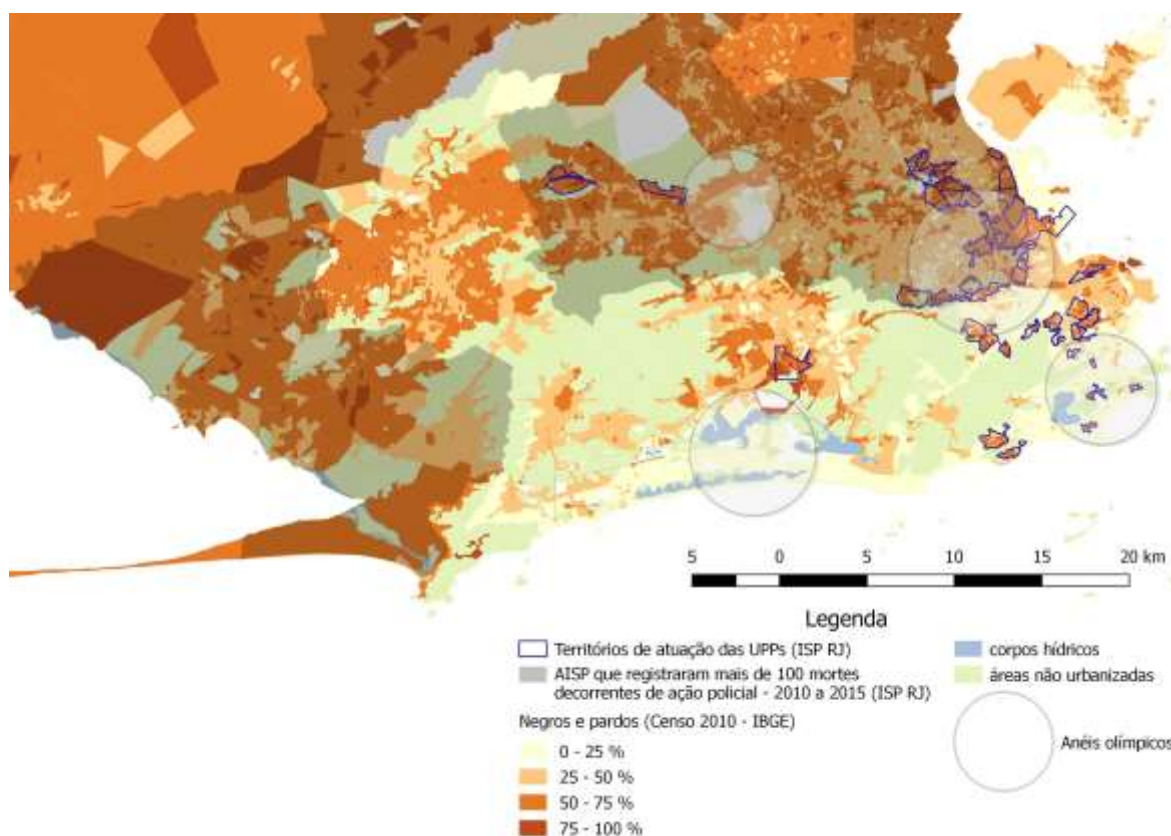 5 0 5 10 15 20 km
Legenda
Territórios de atuação das UPPs (ISP RJ)
AISP que registraram mais de 100 mortes
decorrentes de ação policial - 2010 a 2015 (ISP RJ)
Negros e pardos (Censo 2010 - IBGE)
0 - 25 %
25 - 50 %
50 - 75 %
75 - 100 %
corpos hídricos
áreas não urbanizadas
Anéis olímpicos